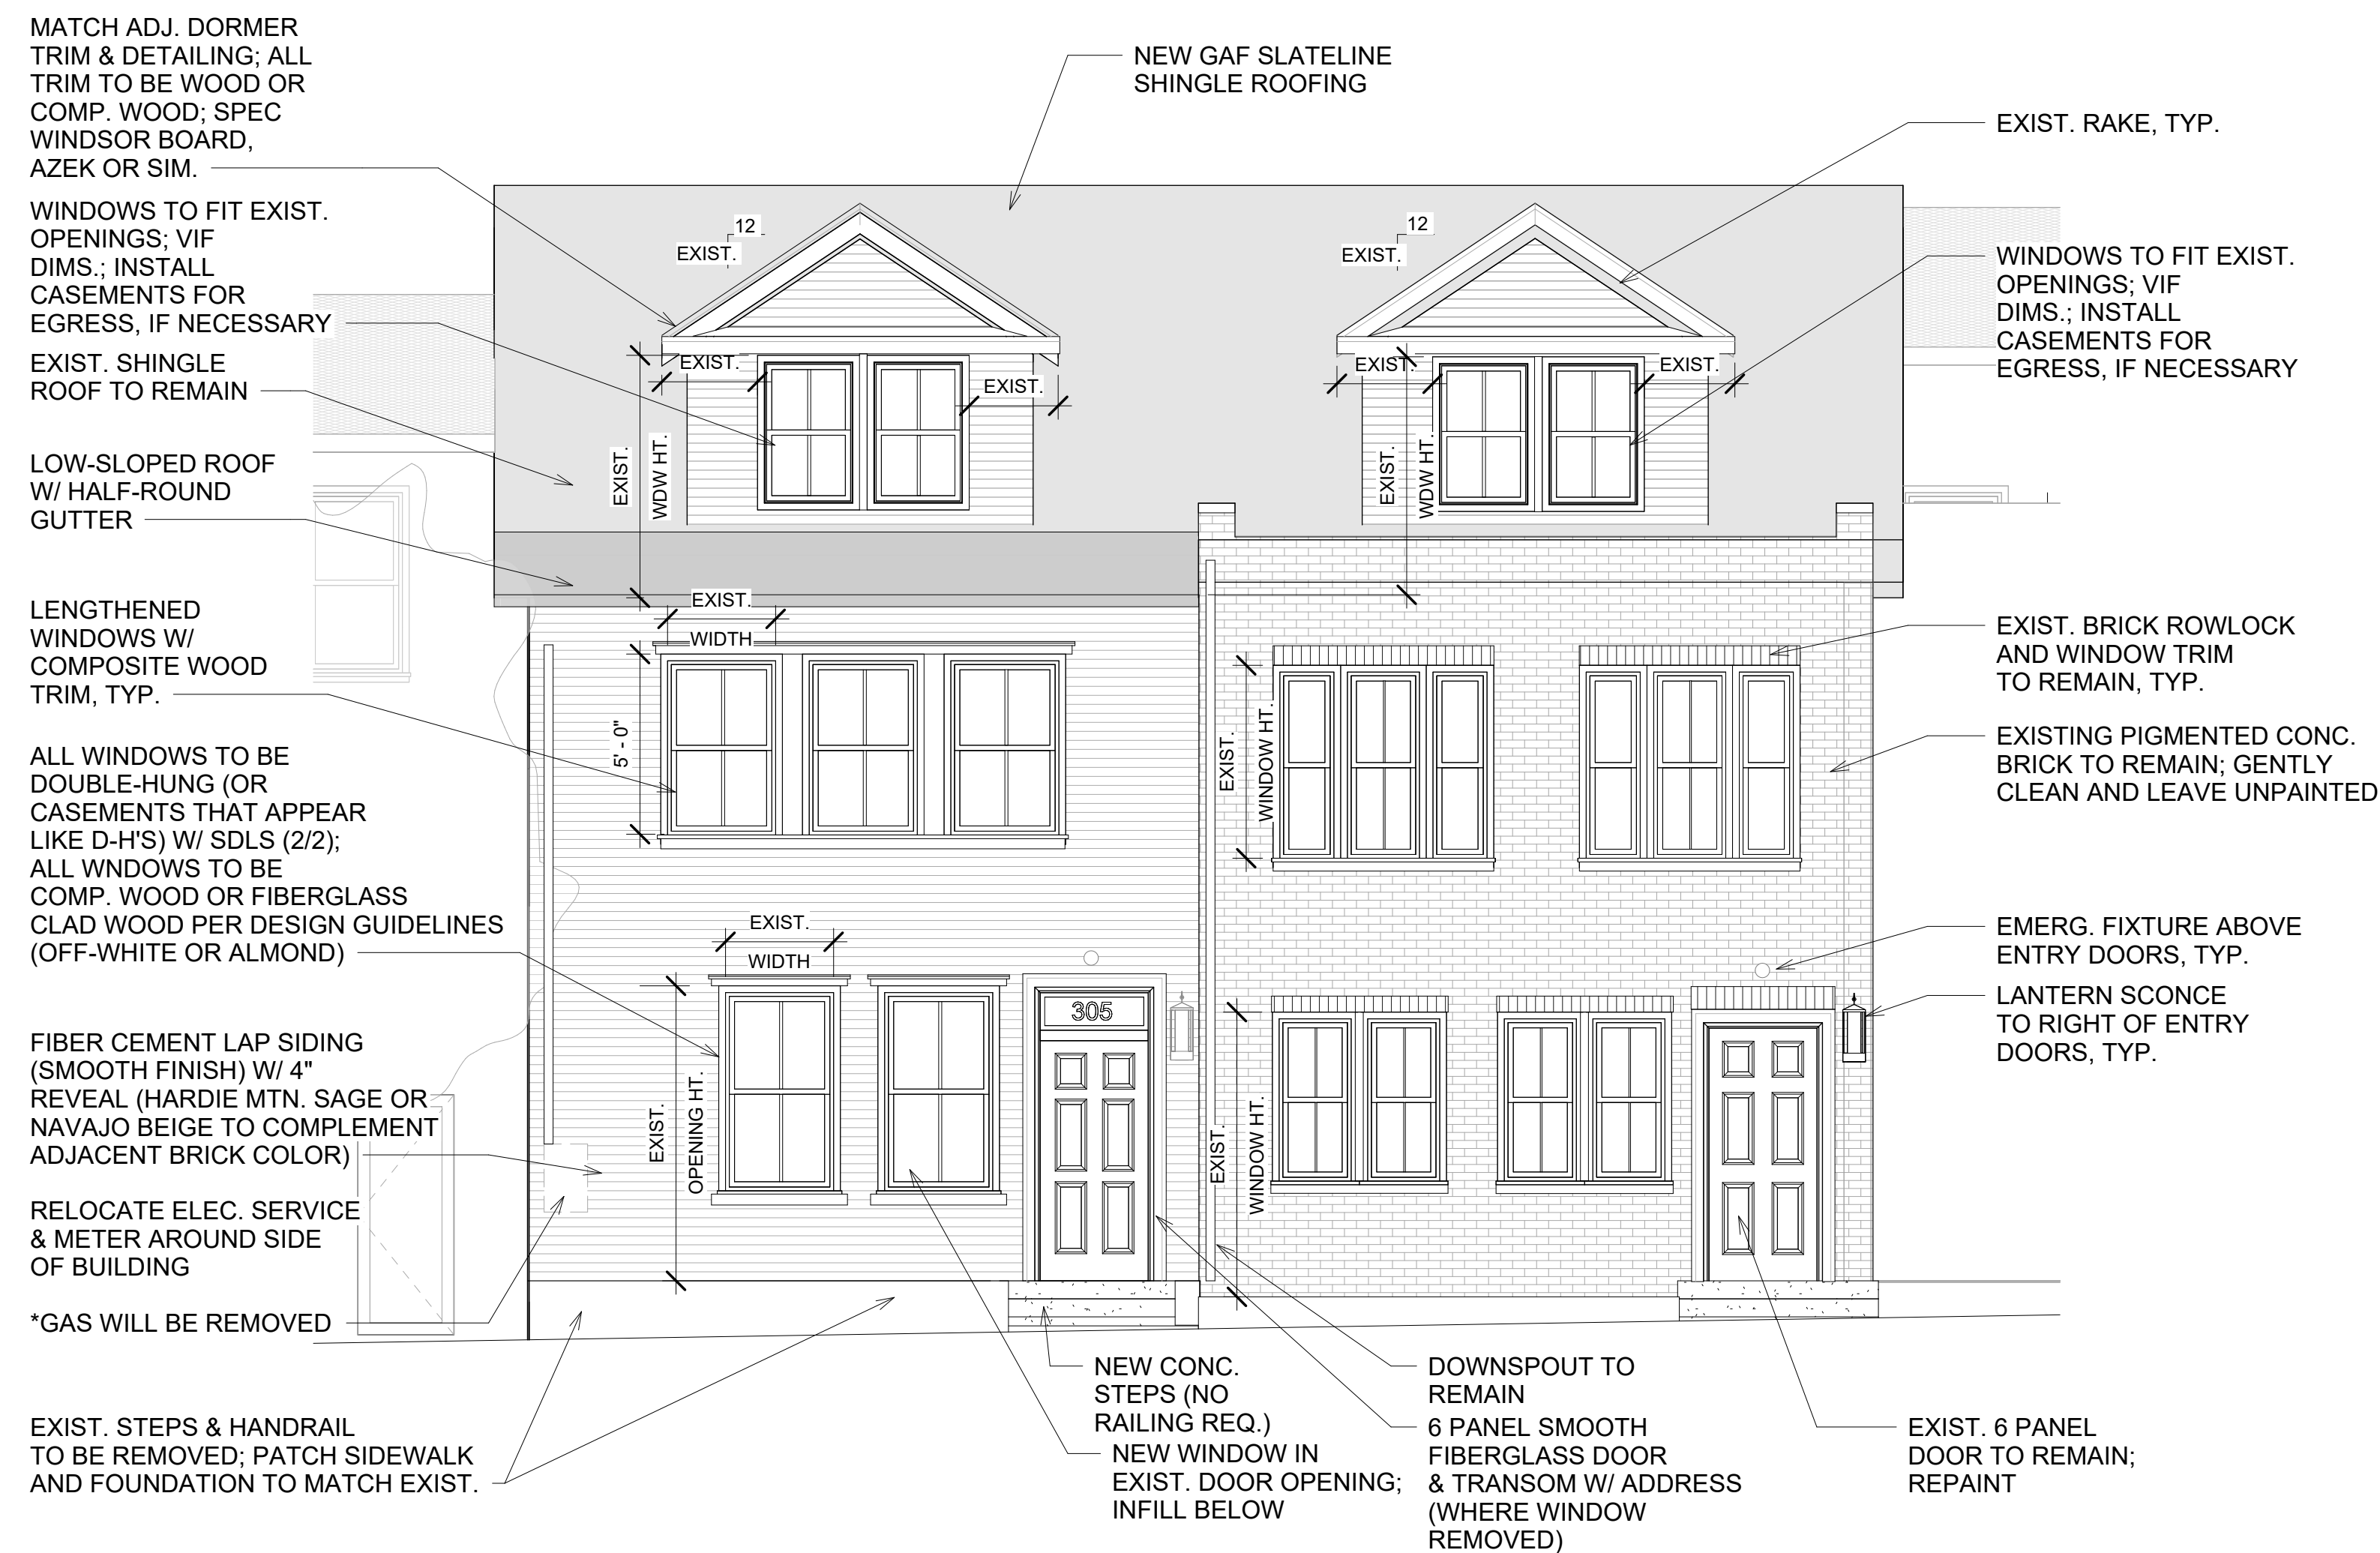 MATCH ADJ. DORMER
TRIM & DETAILING; ALL
TRIM TO BE WOOD OR
COMP. WOOD; SPEC
WINDSOR BOARD,
AZEK OR SIM.
WINDOWS TO FIT EXIST.
OPENINGS; VIF
DIMS.; INSTALL
CASEMENTS FOR
EGRESS, IF NECESSARY
EXIST. SHINGLE
ROOF TO REMAIN
LOW-SLOPED ROOF
W/ HALF-ROUND
GUTTER
LENGTHENED
WINDOWS W/
COMPOSITE WOOD
TRIM, TYP.
ALL WINDOWS TO BE
DOUBLE-HUNG (OR
CASEMENTS THAT APPEAR
LIKE D-H'S) W/ SDLS (2/2);
ALL WNDOWS TO BE
COMP. WOOD OR FIBERGLASS
CLAD WOOD PER DESIGN GUIDELINES
(OFF-WHITE OR ALMOND)
FIBER CEMENT LAP SIDING
(SMOOTH FINISH) W/ 4"
REVEAL (HARDIE MTN. SAGE OR
NAVAJO BEIGE TO COMPLEMENT
ADJACENT BRICK COLOR)
RELOCATE ELEC. SERVICE
& METER AROUND SIDE
OF BUILDING
*GAS WILL BE REMOVED
EXIST. STEPS & HANDRAIL
TO BE REMOVED; PATCH SIDEWALK
AND FOUNDATION TO MATCH EXIST.
NEW GAF SLATELINE
SHINGLE ROOFING
12
EXIST.
12
EXIST.
EXIST.
EXIST.
EXIST.
WDW HT.
EXIST.
EXIST.
EXIST.
WDW HT.
EXIST.
WIDTH
5' - 0"
EXIST.
WINDOW HT.
EXIST.
WIDTH
EXIST.
OPENING HT.
305
EXIST.
WINDOW HT.
EXIST. RAKE, TYP.
WINDOWS TO FIT EXIST.
OPENINGS; VIF
DIMS.; INSTALL
CASEMENTS FOR
EGRESS, IF NECESSARY
EXIST. BRICK ROWLOCK
AND WINDOW TRIM
TO REMAIN, TYP.
EXISTING PIGMENTED CONC.
BRICK TO REMAIN; GENTLY
CLEAN AND LEAVE UNPAINTED
EMERG. FIXTURE ABOVE
ENTRY DOORS, TYP.
LANTERN SCONCE
TO RIGHT OF ENTRY
DOORS, TYP.
NEW CONC.
STEPS (NO
RAILING REQ.)
NEW WINDOW IN
EXIST. DOOR OPENING;
INFILL BELOW
DOWNSPOUT TO
REMAIN
6 PANEL SMOOTH
FIBERGLASS DOOR
& TRANSOM W/ ADDRESS
(WHERE WINDOW
REMOVED)
EXIST. 6 PANEL
DOOR TO REMAIN;
REPAINT